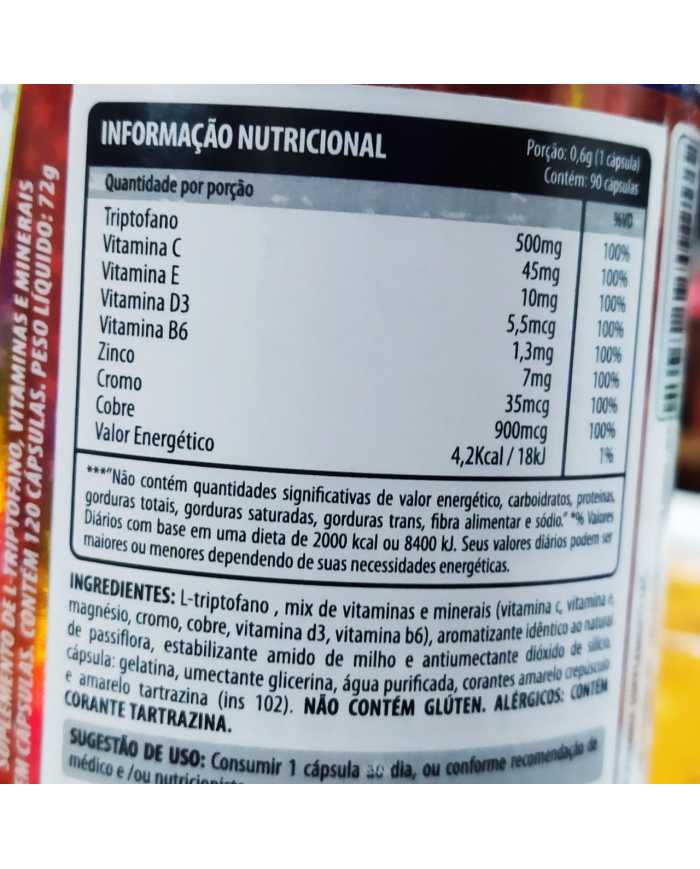 INFORMAÇÃO NUTRICIONAL
Porção: 0,6g (1 cápsula)
Contém: 90 cápsulas
Quantidade por porção %VD
Triptofano 500mg 100%
Vitamina C 45mg 100%
Vitamina E 10mg 100%
Vitamina D3 5,5mcg 100%
Vitamina B6 1,3mg 100%
Zinco 7mg 100%
Cromo 35mcg 100%
Cobre 900mcg 100%
Valor Energético 4,2Kcal / 18kJ 1%
***"Não contém quantidades significativas de valor energético, carboidratos, proteínas,
gorduras totais, gorduras saturadas, gorduras trans, fibra alimentar e sódio." *% Valores
Diários com base em uma dieta de 2000 kcal ou 8400 kJ. Seus valores diários podem ser
maiores ou menores dependendo de suas necessidades energéticas.
INGREDIENTES: L-triptofano , mix de vitaminas e minerais (vitamina c, vitamina e,
magnésio, cromo, cobre, vitamina d3, vitamina b6), aromatizante idêntico ao natural
de passiflora, estabilizante amido de milho e antiumectante dióxido de silício,
cápsula: gelatina, umectante glicerina, água purificada, corantes amarelo crepúsculo
e amarelo tartrazina (ins 102). NÃO CONTÉM GLÚTEN. ALÉRGICOS: CONTÉM
CORANTE TARTRAZINA.
SUGESTÃO DE USO: Consumir 1 cápsula ao dia, ou conforme recomendação de
médico e /ou nutricionista
SUPLEMENTO DE L-TRIPTOFANO, VITAMINAS E MINERAIS
EM CÁPSULAS. CONTÉM 120 CÁPSULAS. PESO LÍQUIDO: 72g